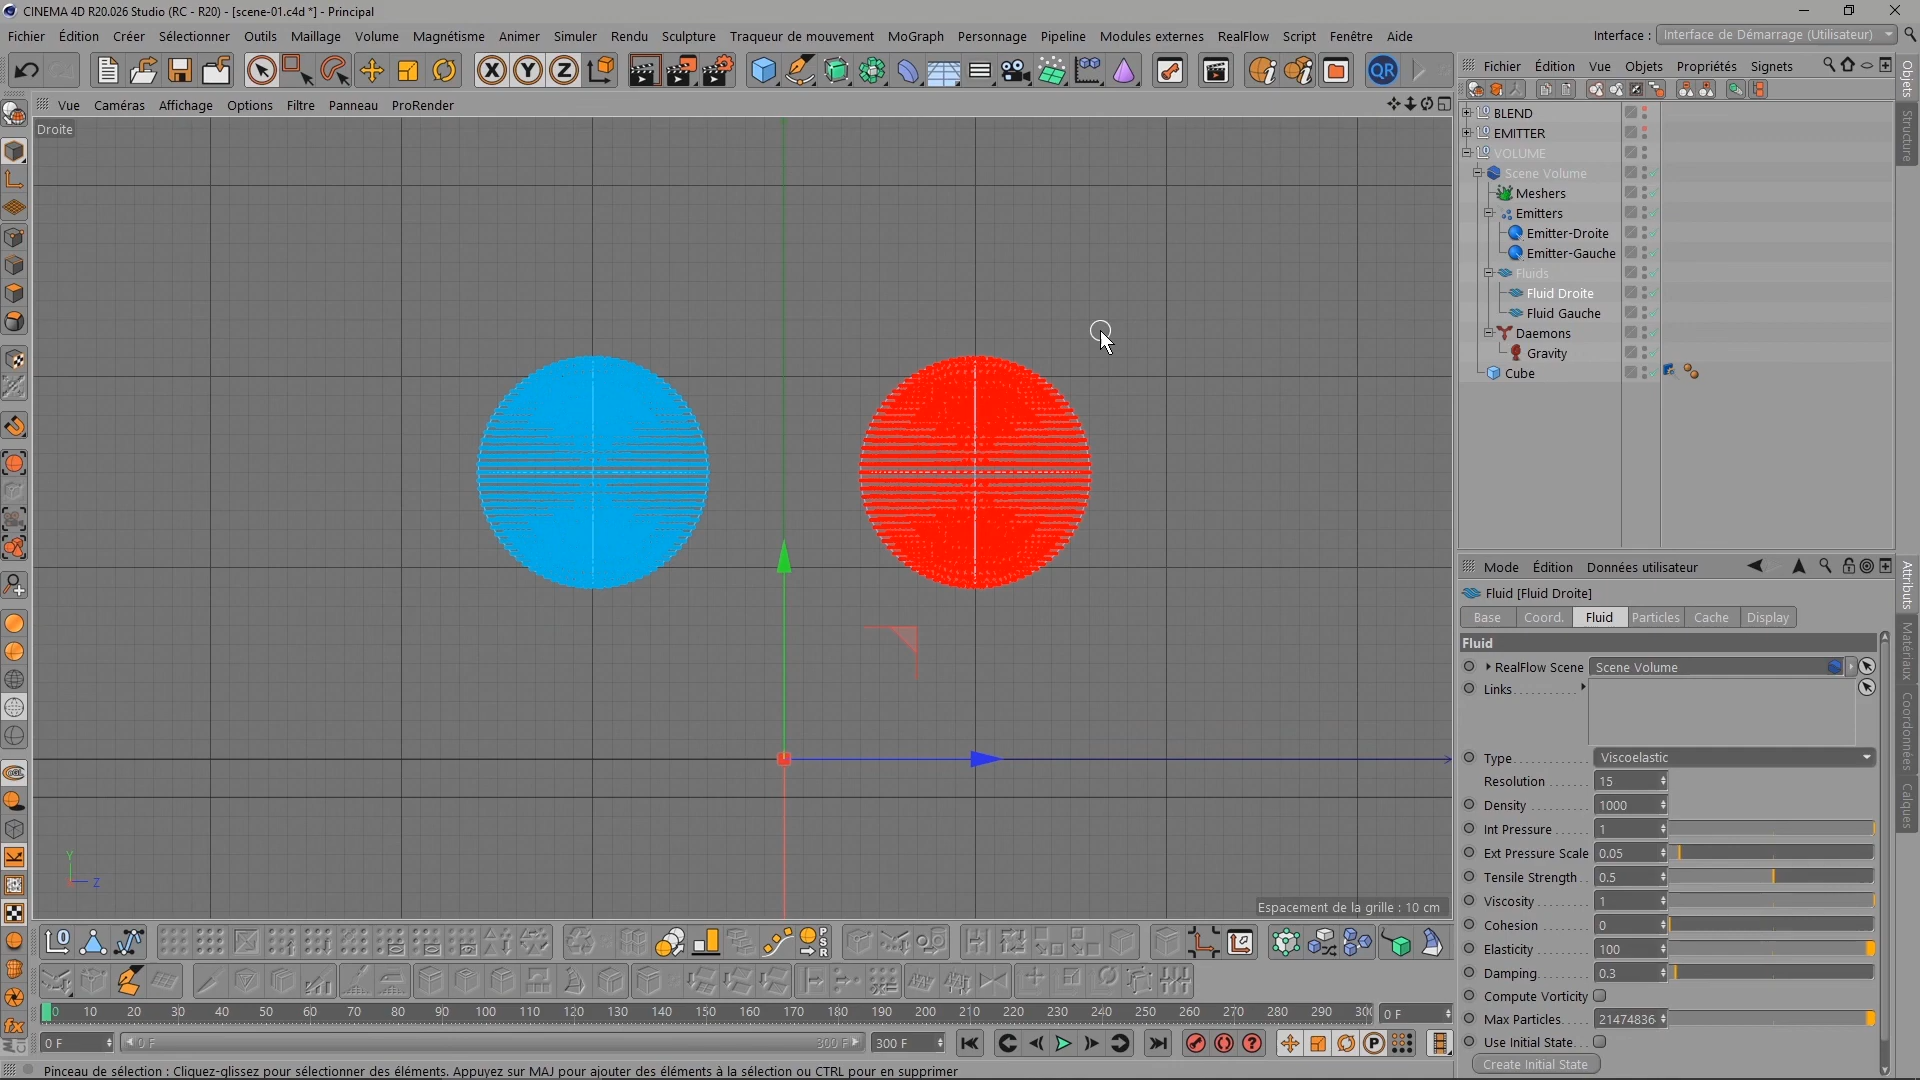 CINEMA 4D R20.026 Studio (RC - R20) - [scene-01.c4d *] - Principal
Fichier Édition Créer Sélectionner Outils Maillage Volume Magnétisme Animer Simuler Rendu Sculpture Traqueur de mouvement MoGraph Personnage Pipeline Modules externes RealFlow Script Fenêtre Aide Interface : Interface de Démarrage (Utilisateur)
X Y Z QR
Fichier Édition Vue Objets Propriétés Signets
Vue Caméras Affichage Options Filtre Panneau ProRender
Droite
BLEND
EMITTER
VOLUME
Scene Volume
Meshers
Emitters
Emitter-Droite
Emitter-Gauche
Fluids
Fluid Droite
Fluid Gauche
Daemons
Gravity
Cube
Objets
Structure
Mode Édition Données utilisateur
Fluid [Fluid Droite]
Base Coord. Fluid Particles Cache Display
Fluid
RealFlow Scene Scene Volume
Links
Type Viscoelastic
Resolution 15
Density 1000
Int Pressure 1
Ext Pressure Scale 0.05
Tensile Strength 0.5
Viscosity 1
Cohesion 0
Elasticity 100
Damping 0.3
Compute Vorticity
Max Particles 21474836
Use Initial State
Create Initial State
Attributs
Matériaux
Coordonnées
Calques
Y
Z
Espacement de la grille : 10 cm
PSR
0 10 20 30 40 50 60 70 80 90 100 110 120 130 140 150 160 170 180 190 200 210 220 230 240 250 260 270 280 290 300 0 F
0 F 0 F 300 F 300 F
Pinceau de sélection : Cliquez-glissez pour sélectionner des éléments. Appuyez sur MAJ pour ajouter des éléments à la sélection ou CTRL pour en supprimer